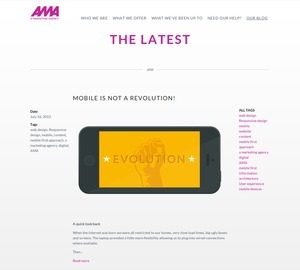 AMA
A MARKETING AGENCY
WHO WE ARE WHAT WE OFFER WHAT WE'VE BEEN UP TO NEED OUR HELP? OUR BLOG
THE LATEST
MOBILE IS NOT A REVOLUTION!
Date:
July 16, 2013
Tags:
web design, Responsive
design, mobile, content,
mobile first approach, a
marketing agency, digital
AMA
EVOLUTION
ALL TAGS
web design
Responsive design
mobile
content
mobile first
approach
a marketing agency
digital
AMA
mobile first
website
information
architecture
User experience
mobile devices
A quick look back
When the internet was born we were all restricted to our homes, very slow load times, big ugly boxes
and screens. The laptop provided a little more flexibility allowing us to plug into wired connections
where available.
Then...
Read more